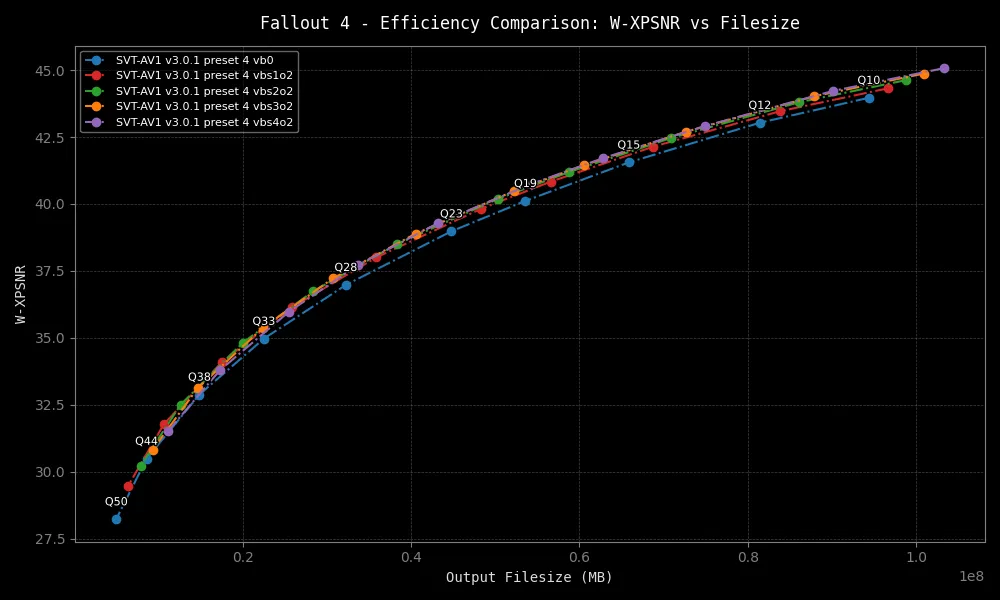 Fallout 4 - Efficiency Comparison: W-XPSNR vs Filesize
SVT-AV1 v3.0.1 preset 4 vb0
SVT-AV1 v3.0.1 preset 4 vbs1o2
SVT-AV1 v3.0.1 preset 4 vbs2o2
SVT-AV1 v3.0.1 preset 4 vbs3o2
SVT-AV1 v3.0.1 preset 4 vbs4o2
45.0
42.5
40.0
37.5
35.0
32.5
30.0
27.5
W-XPSNR
Q10
Q12
Q15
Q19
Q23
Q28
Q33
Q38
Q44
Q50
0.2 0.4 0.6 0.8 1.0
1e8
Output Filesize (MB)